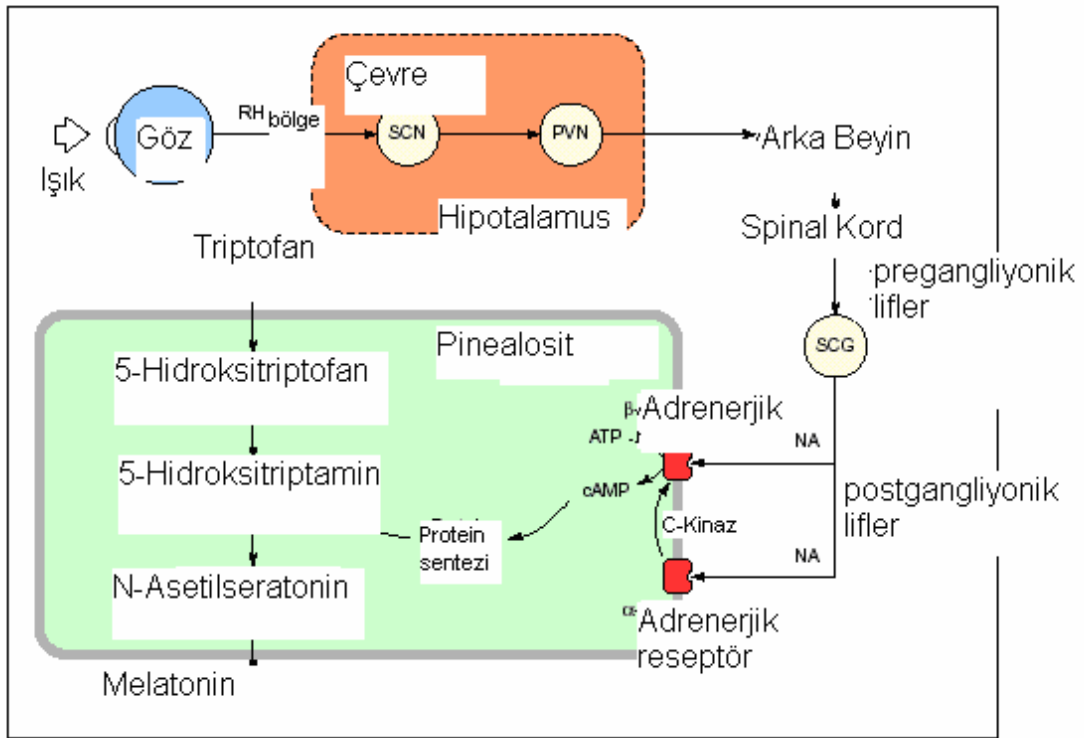 Çevre
RH bölge
SCN
PVN
Göz
Işık
Arka Beyin
Hipotalamus
Spinal Kord
Triptofan
pregangliyonik
lifler
Pinealosit
SCG
5-Hidroksitriptofan
β-Adrenerjik
ATP
NA
5-Hidroksitriptamin
cAMP
postgangliyonik
lifler
C-Kinaz
Protein
sentezi
NA
N-Asetilseratonin
Adrenerjik
reseptör
Melatonin